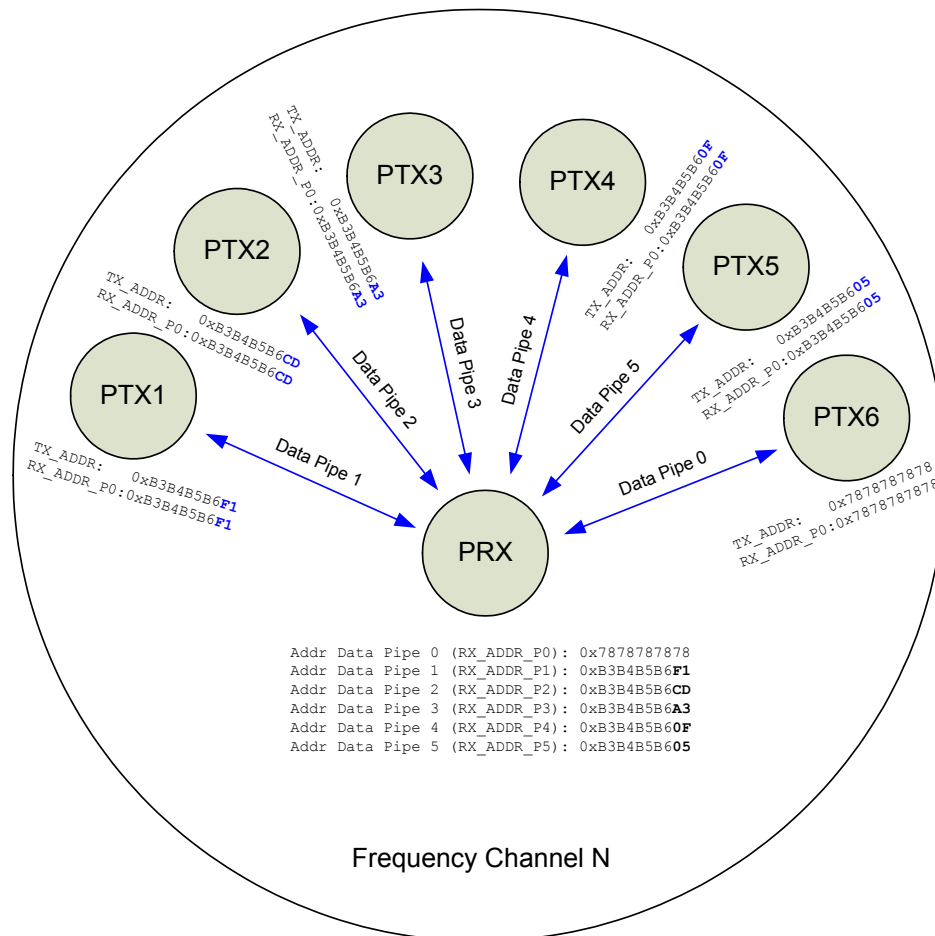 PTX3
PTX4
TX_ADDR: 0xB3B4B5B6A3
RX_ADDR_P0:0xB3B4B5B6A3
TX_ADDR: 0xB3B4B5B60F
RX_ADDR_P0:0xB3B4B5B60F
PTX2
PTX5
TX_ADDR: 0xB3B4B5B6CD
RX_ADDR_P0:0xB3B4B5B6CD
TX_ADDR: 0xB3B4B5B605
RX_ADDR_P0:0xB3B4B5B605
PTX1
PTX6
TX_ADDR: 0xB3B4B5B6F1
RX_ADDR_P0:0xB3B4B5B6F1
TX_ADDR: 0x7878787878
RX_ADDR_P0:0x7878787878
Data Pipe 1
Data Pipe 2
Data Pipe 3
Data Pipe 4
Data Pipe 5
Data Pipe 0
PRX
Addr Data Pipe 0 (RX_ADDR_P0): 0x7878787878
Addr Data Pipe 1 (RX_ADDR_P1): 0xB3B4B5B6F1
Addr Data Pipe 2 (RX_ADDR_P2): 0xB3B4B5B6CD
Addr Data Pipe 3 (RX_ADDR_P3): 0xB3B4B5B6A3
Addr Data Pipe 4 (RX_ADDR_P4): 0xB3B4B5B60F
Addr Data Pipe 5 (RX_ADDR_P5): 0xB3B4B5B605
Frequency Channel N